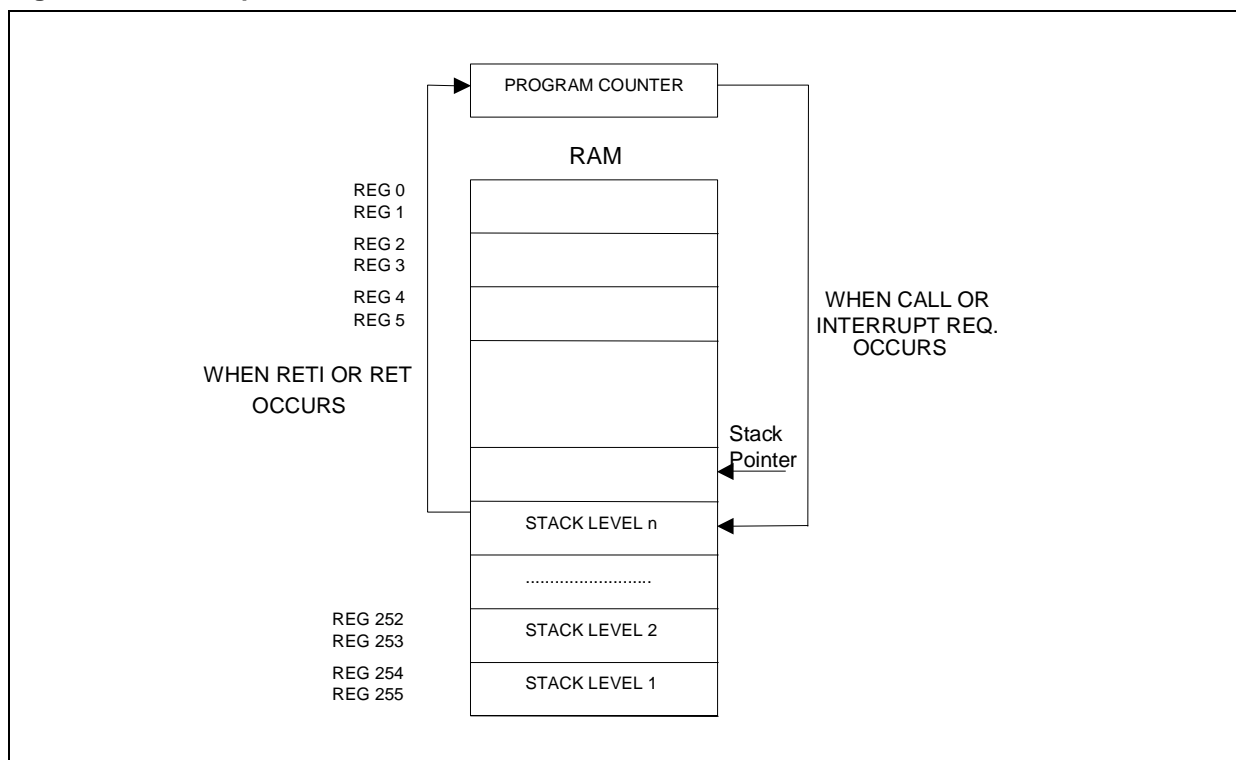 PROGRAM COUNTER
RAM
REG 0
REG 1
REG 2
REG 3
REG 4
REG 5
WHEN CALL OR
INTERRUPT REQ.
OCCURS
WHEN RETI OR RET
OCCURS
Stack
Pointer
STACK LEVEL n
..........................
REG 252
REG 253
STACK LEVEL 2
REG 254
REG 255
STACK LEVEL 1